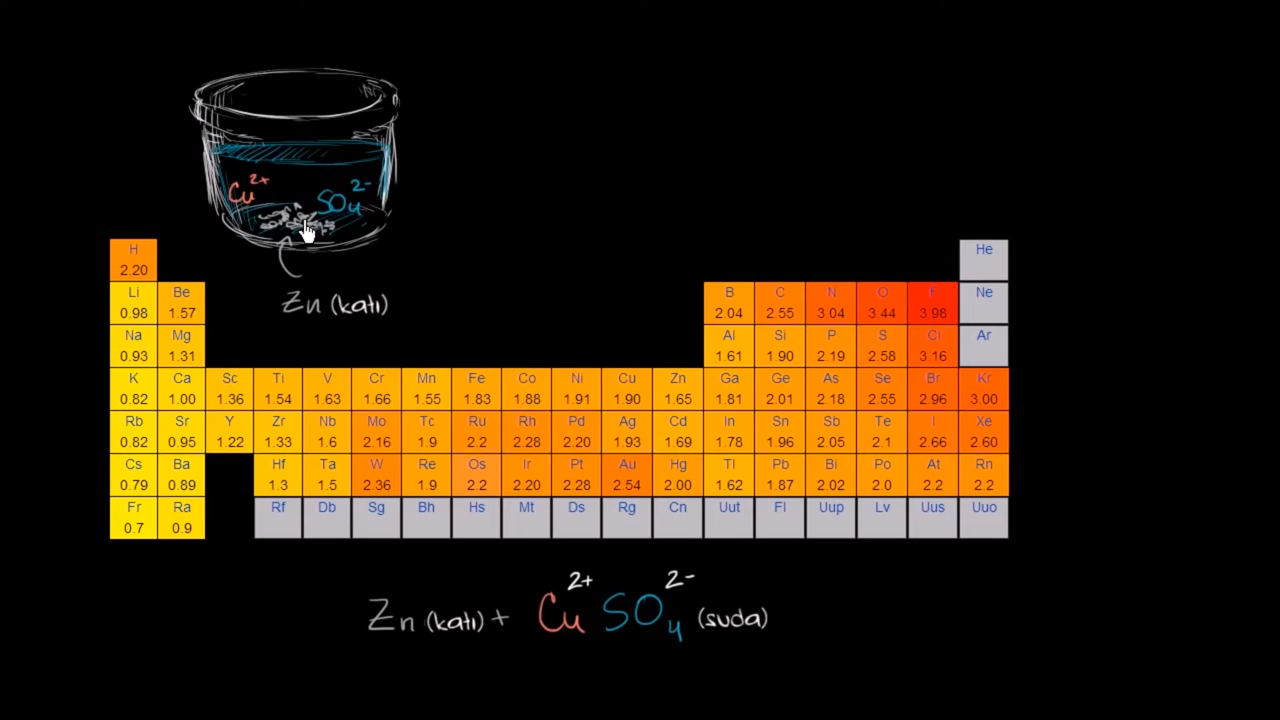 Cu 2+ SO4 2-
Zn (katı)
H He
2.20
Li Be B C N O F Ne
0.98 1.57 2.04 2.55 3.04 3.44 3.98
Na Mg Al Si P S Cl Ar
0.93 1.31 1.61 1.90 2.19 2.58 3.16
K Ca Sc Ti V Cr Mn Fe Co Ni Cu Zn Ga Ge As Se Br Kr
0.82 1.00 1.36 1.54 1.63 1.66 1.55 1.83 1.88 1.91 1.90 1.65 1.81 2.01 2.18 2.55 2.96 3.00
Rb Sr Y Zr Nb Mo Tc Ru Rh Pd Ag Cd In Sn Sb Te I Xe
0.82 0.95 1.22 1.33 1.6 2.16 1.9 2.2 2.28 2.20 1.93 1.69 1.78 1.96 2.05 2.1 2.66 2.60
Cs Ba Hf Ta W Re Os Ir Pt Au Hg Tl Pb Bi Po At Rn
0.79 0.89 1.3 1.5 2.36 1.9 2.2 2.20 2.28 2.54 2.00 1.62 1.87 2.02 2.0 2.2 2.2
Fr Ra Rf Db Sg Bh Hs Mt Ds Rg Cn Uut Fl Uup Lv Uus Uuo
0.7 0.9
Zn (katı) + Cu 2+ SO4 2- (suda)